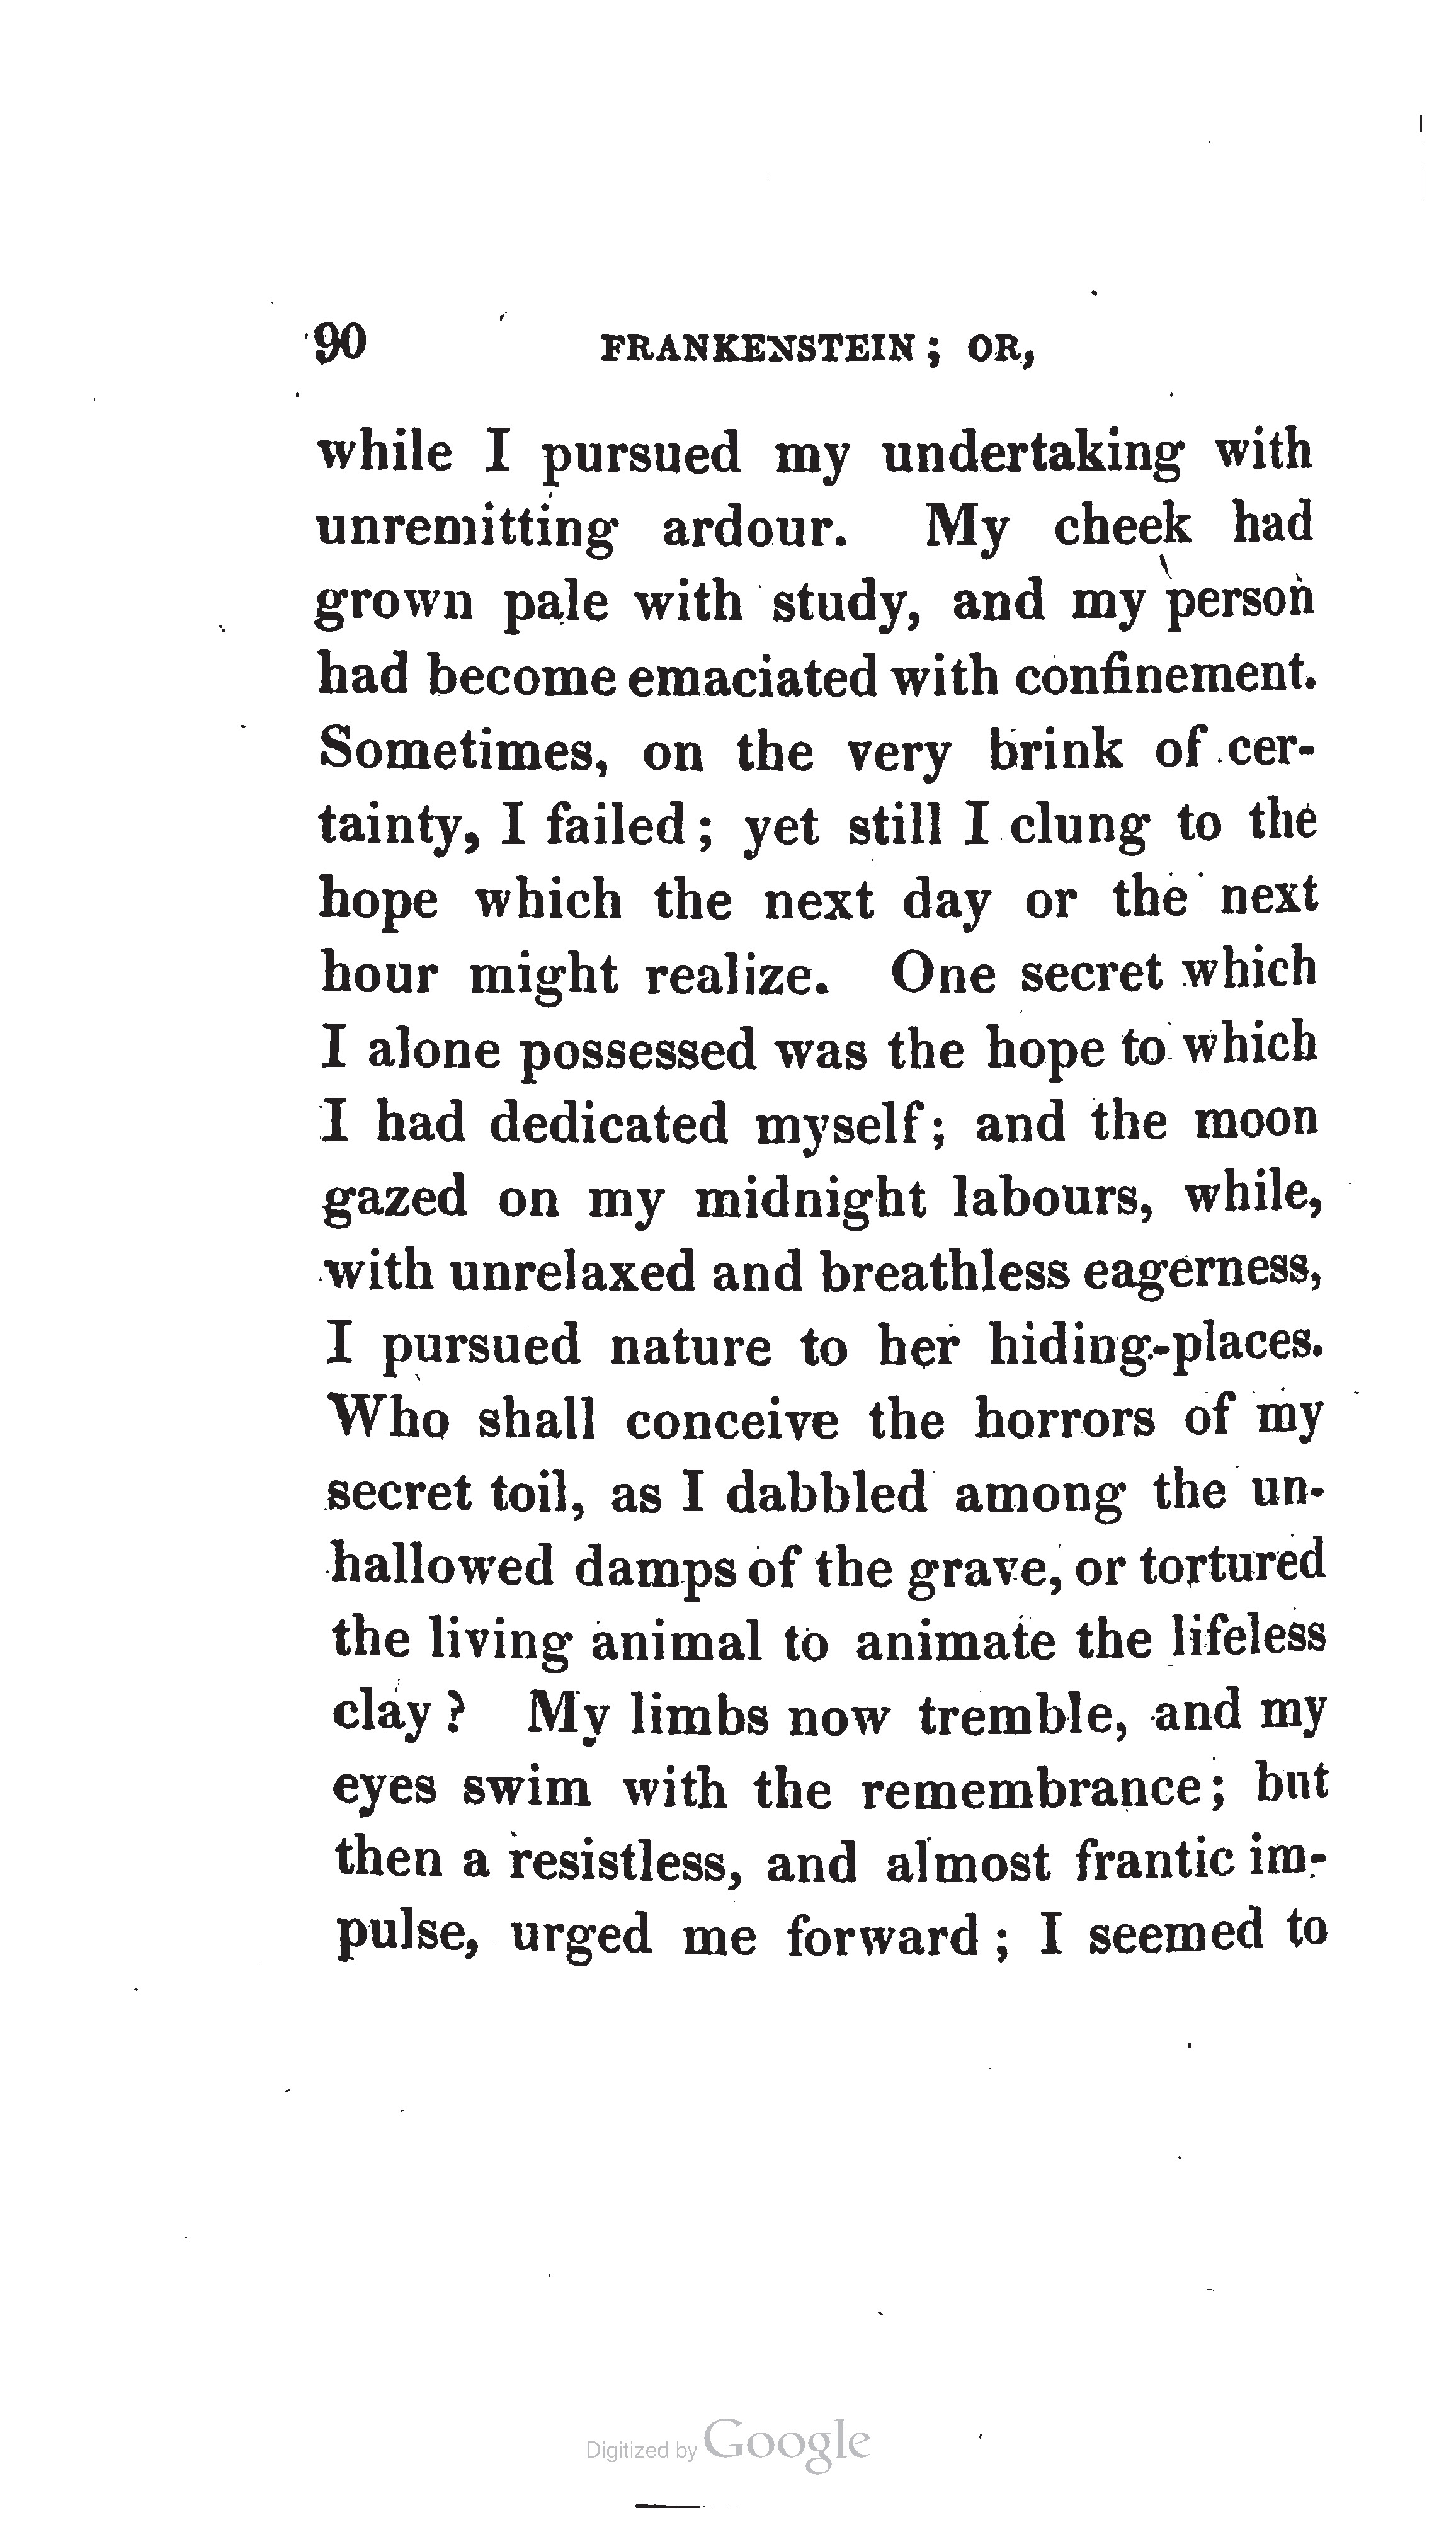 90 FRANKENSTEIN; OR,
while I pursued my undertaking with
unremitting ardour. My cheek had
grown pale with study, and my person
had become emaciated with confinement.
Sometimes, on the very brink of cer-
tainty, I failed; yet still I clung to the
hope which the next day or the next
hour might realize. One secret which
I alone possessed was the hope to which
I had dedicated myself; and the moon
gazed on my midnight labours, while,
with unrelaxed and breathless eagerness,
I pursued nature to her hiding-places.
Who shall conceive the horrors of my
secret toil, as I dabbled among the un-
hallowed damps of the grave, or tortured
the living animal to animate the lifeless
clay? My limbs now tremble, and my
eyes swim with the remembrance; but
then a resistless, and almost frantic im-
pulse, urged me forward; I seemed to
Digitized by Google